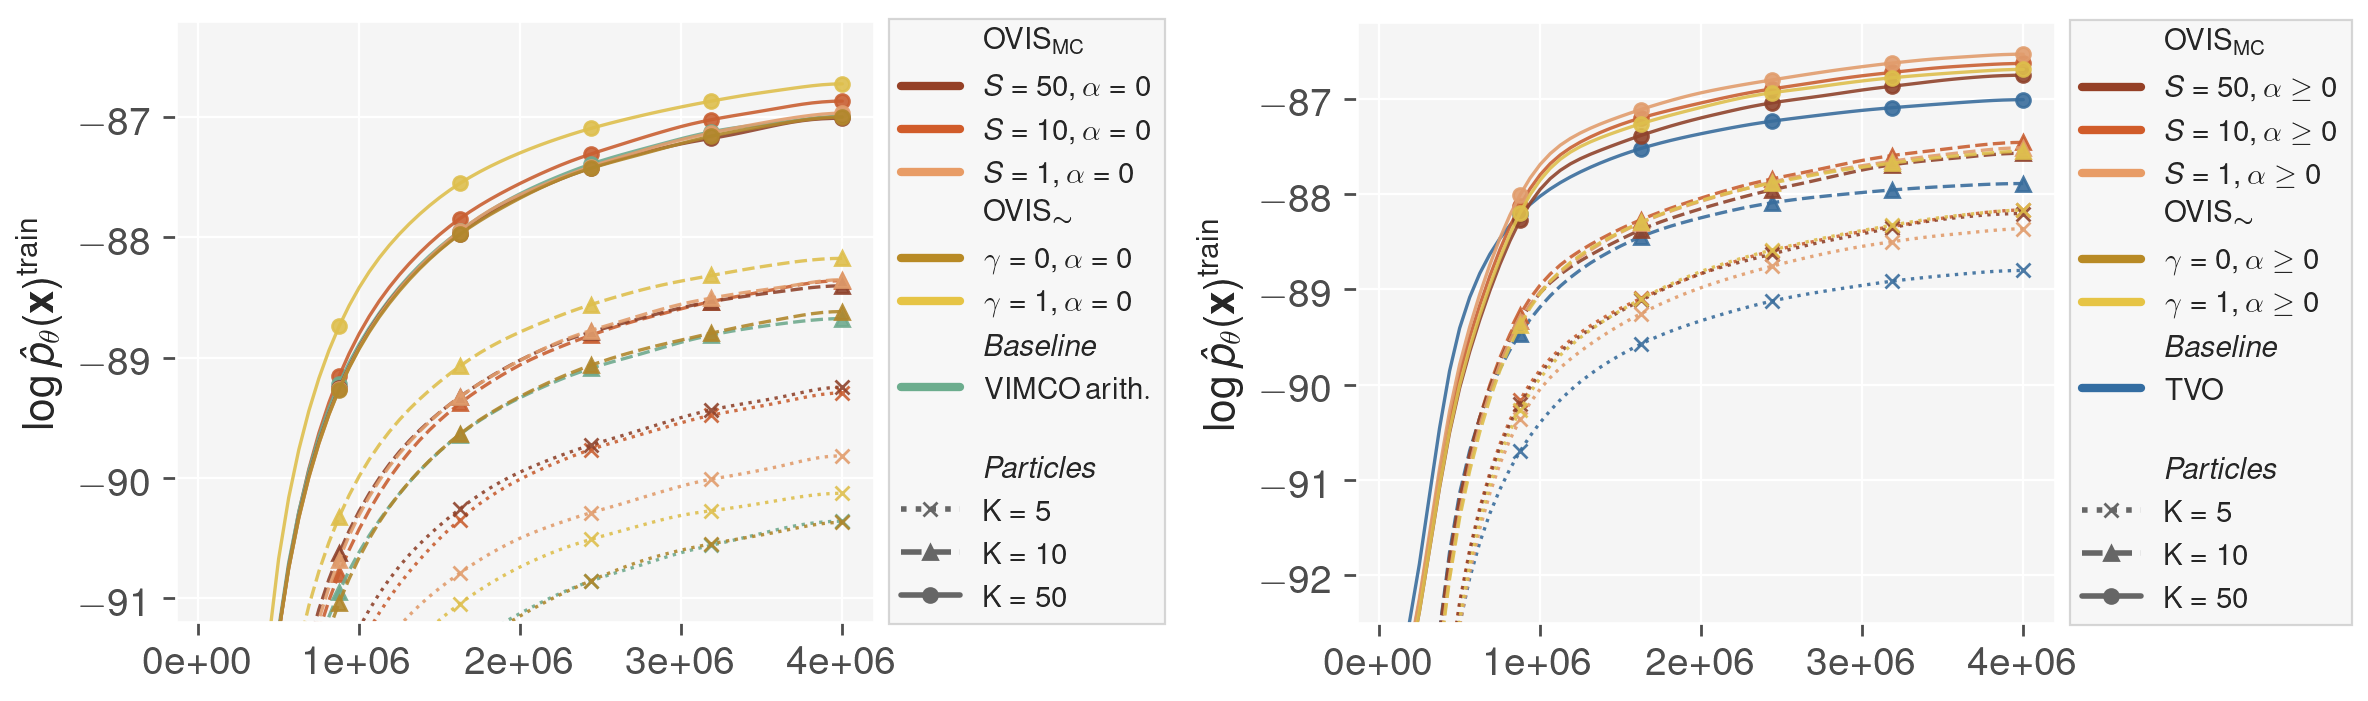 log p̂θ(x)train
−87
−88
−89
−90
−91
0e+00 1e+06 2e+06 3e+06 4e+06
OVISMC
S = 50, α = 0
S = 10, α = 0
S = 1, α = 0
OVIS∼
γ = 0, α = 0
γ = 1, α = 0
Baseline
VIMCO arith.
Particles
K = 5
K = 10
K = 50
log p̂θ(x)train
−87
−88
−89
−90
−91
−92
0e+00 1e+06 2e+06 3e+06 4e+06
OVISMC
S = 50, α ≥ 0
S = 10, α ≥ 0
S = 1, α ≥ 0
OVIS∼
γ = 0, α ≥ 0
γ = 1, α ≥ 0
Baseline
TVO
Particles
K = 5
K = 10
K = 50